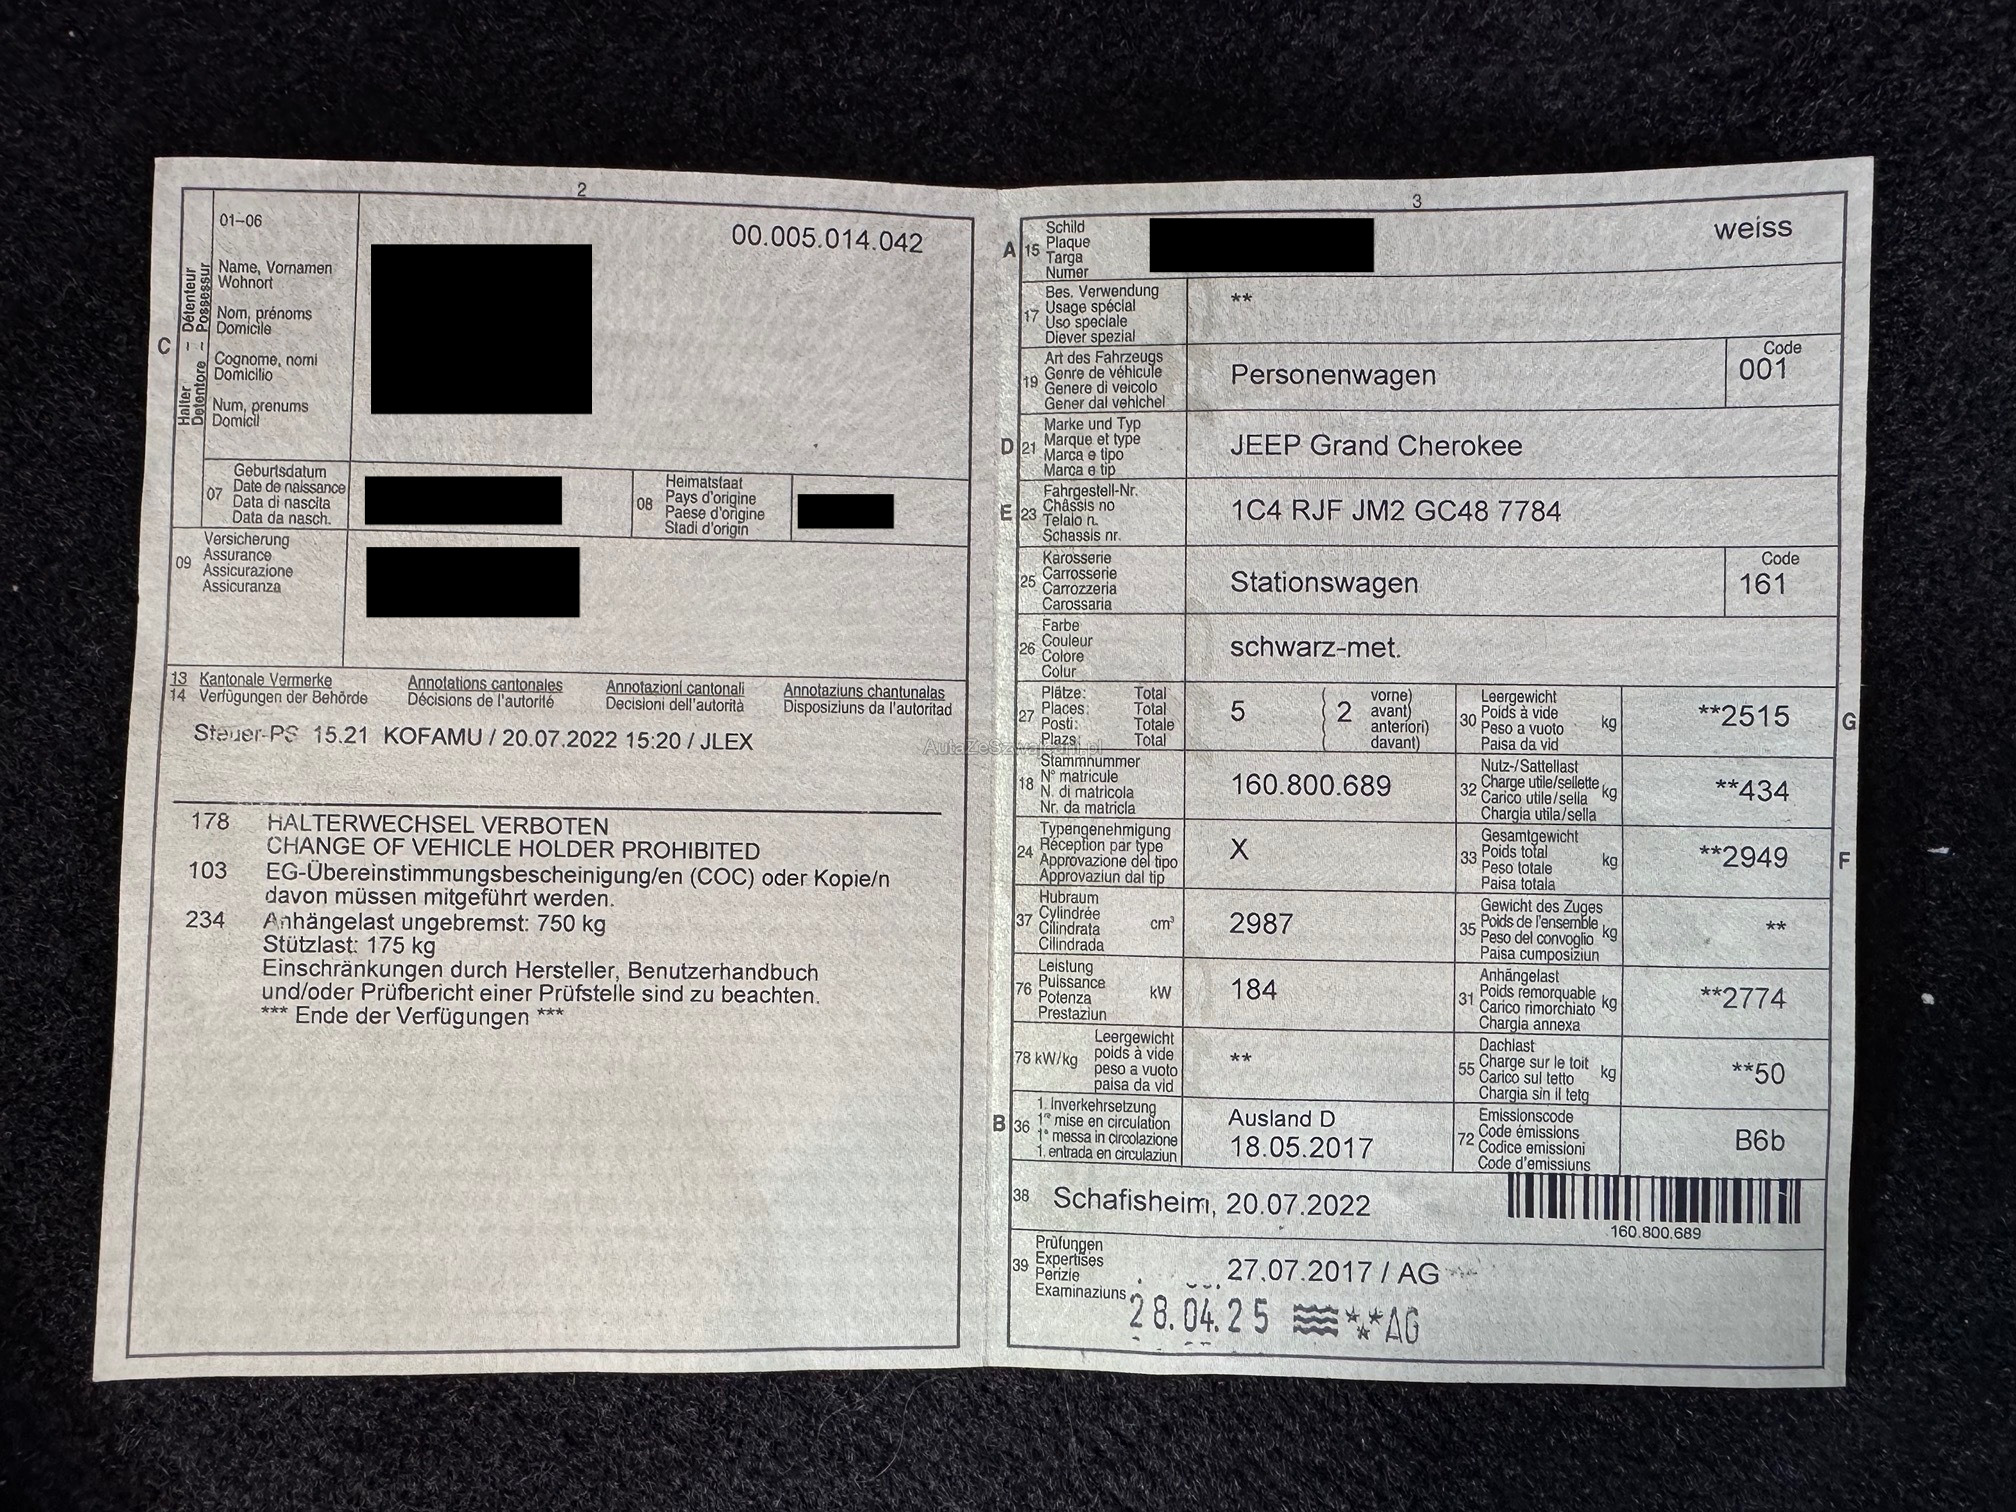 2
01–06
00.005.014.042
Halter – Détenteur
Detentore – Possessur
C
Name, Vornamen
Wohnort
Nom, prénoms
Domicile
Cognome, nomi
Domicilio
Num, prenums
Domicil
07
Geburtsdatum
Date de naissance
Data di nascita
Data da nasch.
08
Heimatstaat
Pays d'origine
Paese d'origine
Stadi d'origin
09
Versicherung
Assurance
Assicurazione
Assicuranza
13 Kantonale Vermerke Annotations cantonales Annotazioni cantonali Annotaziuns chantunalas
14 Verfügungen der Behörde Décisions de l'autorité Decisioni dell'autorità Disposiziuns da l'autoritad
Steuer-PS 15.21 KOFAMU / 20.07.2022 15:20 / JLEX
178 HALTERWECHSEL VERBOTEN
CHANGE OF VEHICLE HOLDER PROHIBITED
103 EG-Übereinstimmungsbescheinigung/en (COC) oder Kopie/n
davon müssen mitgeführt werden.
234 Anhängelast ungebremst: 750 kg
Stützlast: 175 kg
Einschränkungen durch Hersteller, Benutzerhandbuch
und/oder Prüfbericht einer Prüfstelle sind zu beachten.
*** Ende der Verfügungen ***
AutaZeSzwajcarii.pl
3
A 15
Schild
Plaque
Targa
Numer
weiss
17
Bes. Verwendung
Usage spécial
Uso speciale
Diever spezial
**
19
Art des Fahrzeugs
Genre de véhicule
Genere di veicolo
Gener dal vehichel
Personenwagen
Code
001
D 21
Marke und Typ
Marque et type
Marca e tipo
Marca e tip
JEEP Grand Cherokee
E 23
Fahrgestell-Nr.
Châssis no
Telaio n.
Schassis nr.
1C4 RJF JM2 GC48 7784
25
Karosserie
Carrosserie
Carrozzeria
Carossaria
Stationswagen
Code
161
26
Farbe
Couleur
Colore
Colur
schwarz-met.
27
Plätze: Total
Places: Total
Posti: Totale
Plazs: Total
5
2
( vorne)
avant)
anteriori)
( davant)
30
Leergewicht
Poids à vide
Peso a vuoto
Paisa da vid
kg
**2515
G
18
Stammnummer
N° matricule
N. di matricola
Nr. da matricla
160.800.689
32
Nutz-/Sattellast
Charge utile/sellette
Carico utile/sella
Chargia utila/sella
kg
**434
24
Typengenehmigung
Réception par type
Approvazione del tipo
Approvaziun dal tip
X
33
Gesamtgewicht
Poids total
Peso totale
Paisa totala
kg
**2949
F
37
Hubraum
Cylindrée
Cilindrata
Cilindrada
cm³
2987
35
Gewicht des Zuges
Poids de l'ensemble
Peso del convoglio
Paisa cumposiziun
kg
**
76
Leistung
Puissance
Potenza
Prestaziun
kW
184
31
Anhängelast
Poids remorquable
Carico rimorchiato
Chargia annexa
kg
**2774
78 kW/kg
Leergewicht
poids à vide
peso a vuoto
paisa da vid
**
55
Dachlast
Charge sur le toit
Carico sul tetto
Chargia sin il tetg
kg
**50
B 36
1. Inverkehrsetzung
1re mise en circulation
1a messa in circolazione
1. entrada en circulaziun
Ausland D
18.05.2017
72
Emissionscode
Code émissions
Codice emissioni
Code d'emissiuns
B6b
38 Schafisheim, 20.07.2022
160.800.689
39
Prüfungen
Expertises
Perizie
Examinaziuns
27.07.2017 / AG
28.04.25 **AG